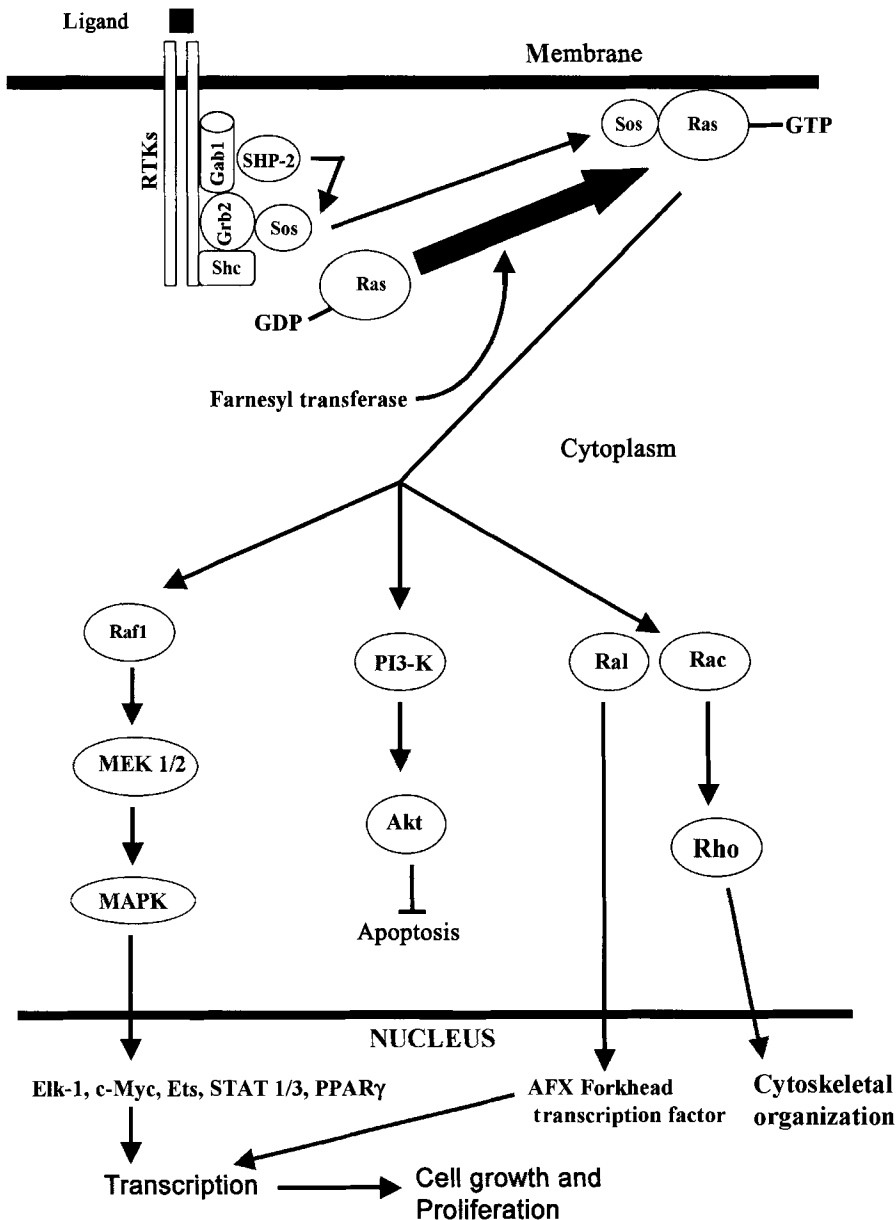 Ligand
Membrane
RTKs
Gab1
SHP-2
Grb2
Sos
Shc
Sos
Ras
GTP
Ras
GDP
Farnesyl transferase
Cytoplasm
Raf1
PI3-K
Ral
Rac
MEK 1/2
Akt
Rho
MAPK
Apoptosis
NUCLEUS
Elk-1, c-Myc, Ets, STAT 1/3, PPARγ
AFX Forkhead
transcription factor
Cytoskeletal
organization
Transcription
Cell growth and
Proliferation